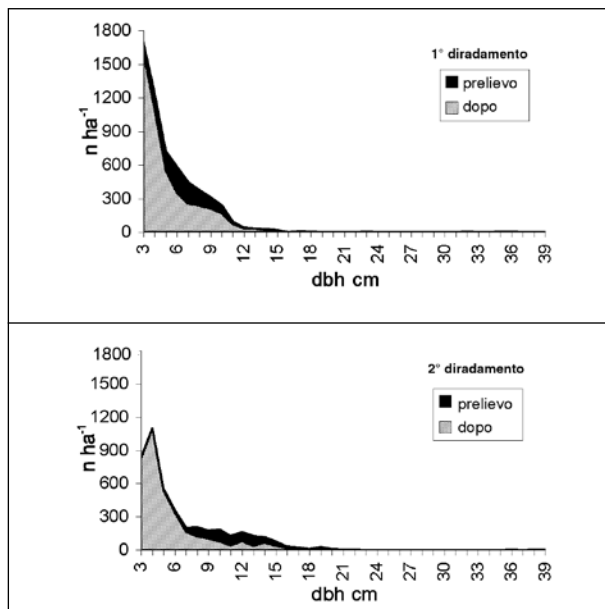 1800
1500
1200
900
600
300
0
n ha⁻¹
1° diradamento
prelievo
dopo
3 6 9 12 15 18 21 24 27 30 33 36 39
dbh cm
1800
1500
1200
900
600
300
0
n ha⁻¹
2° diradamento
prelievo
dopo
3 6 9 12 15 18 21 24 27 30 33 36 39
dbh cm